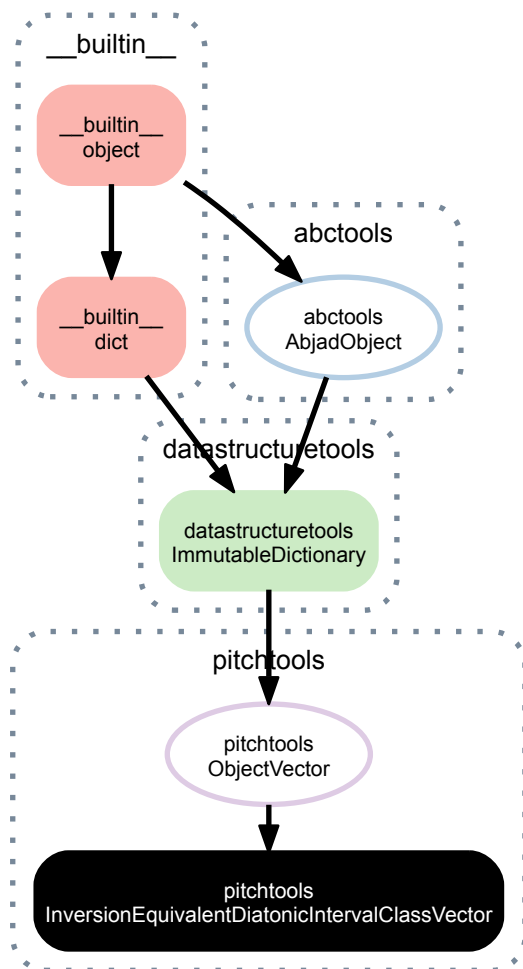 __builtin__
__builtin__
object
abctools
__builtin__
dict
abctools
AbjadObject
datastructuretools
datastructuretools
ImmutableDictionary
pitchtools
pitchtools
ObjectVector
pitchtools
InversionEquivalentDiatonicIntervalClassVector